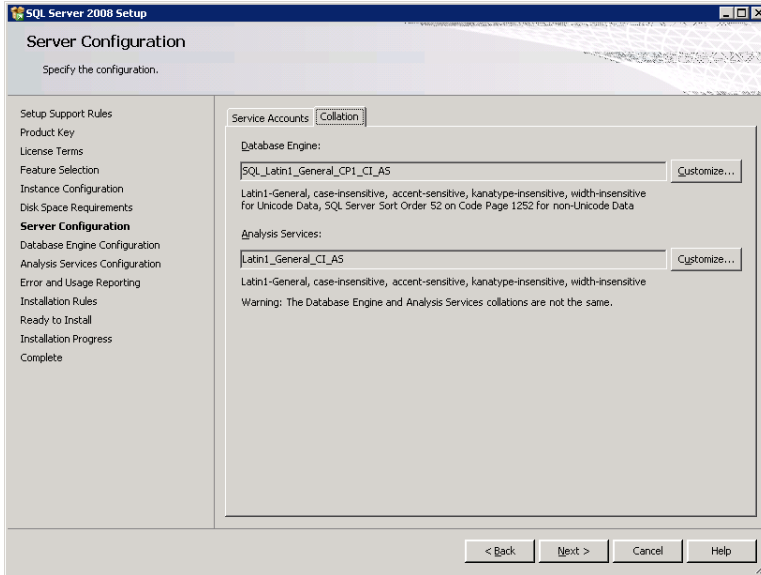 SQL Server 2008 Setup
Server Configuration
Specify the configuration.
Setup Support Rules
Product Key
License Terms
Feature Selection
Instance Configuration
Disk Space Requirements
Server Configuration
Database Engine Configuration
Analysis Services Configuration
Error and Usage Reporting
Installation Rules
Ready to Install
Installation Progress
Complete
Service Accounts Collation
Database Engine:
SQL_Latin1_General_CP1_CI_AS Customize...
Latin1-General, case-insensitive, accent-sensitive, kanatype-insensitive, width-insensitive
for Unicode Data, SQL Server Sort Order 52 on Code Page 1252 for non-Unicode Data
Analysis Services:
Latin1_General_CI_AS Customize...
Latin1-General, case-insensitive, accent-sensitive, kanatype-insensitive, width-insensitive
Warning: The Database Engine and Analysis Services collations are not the same.
< Back Next > Cancel Help